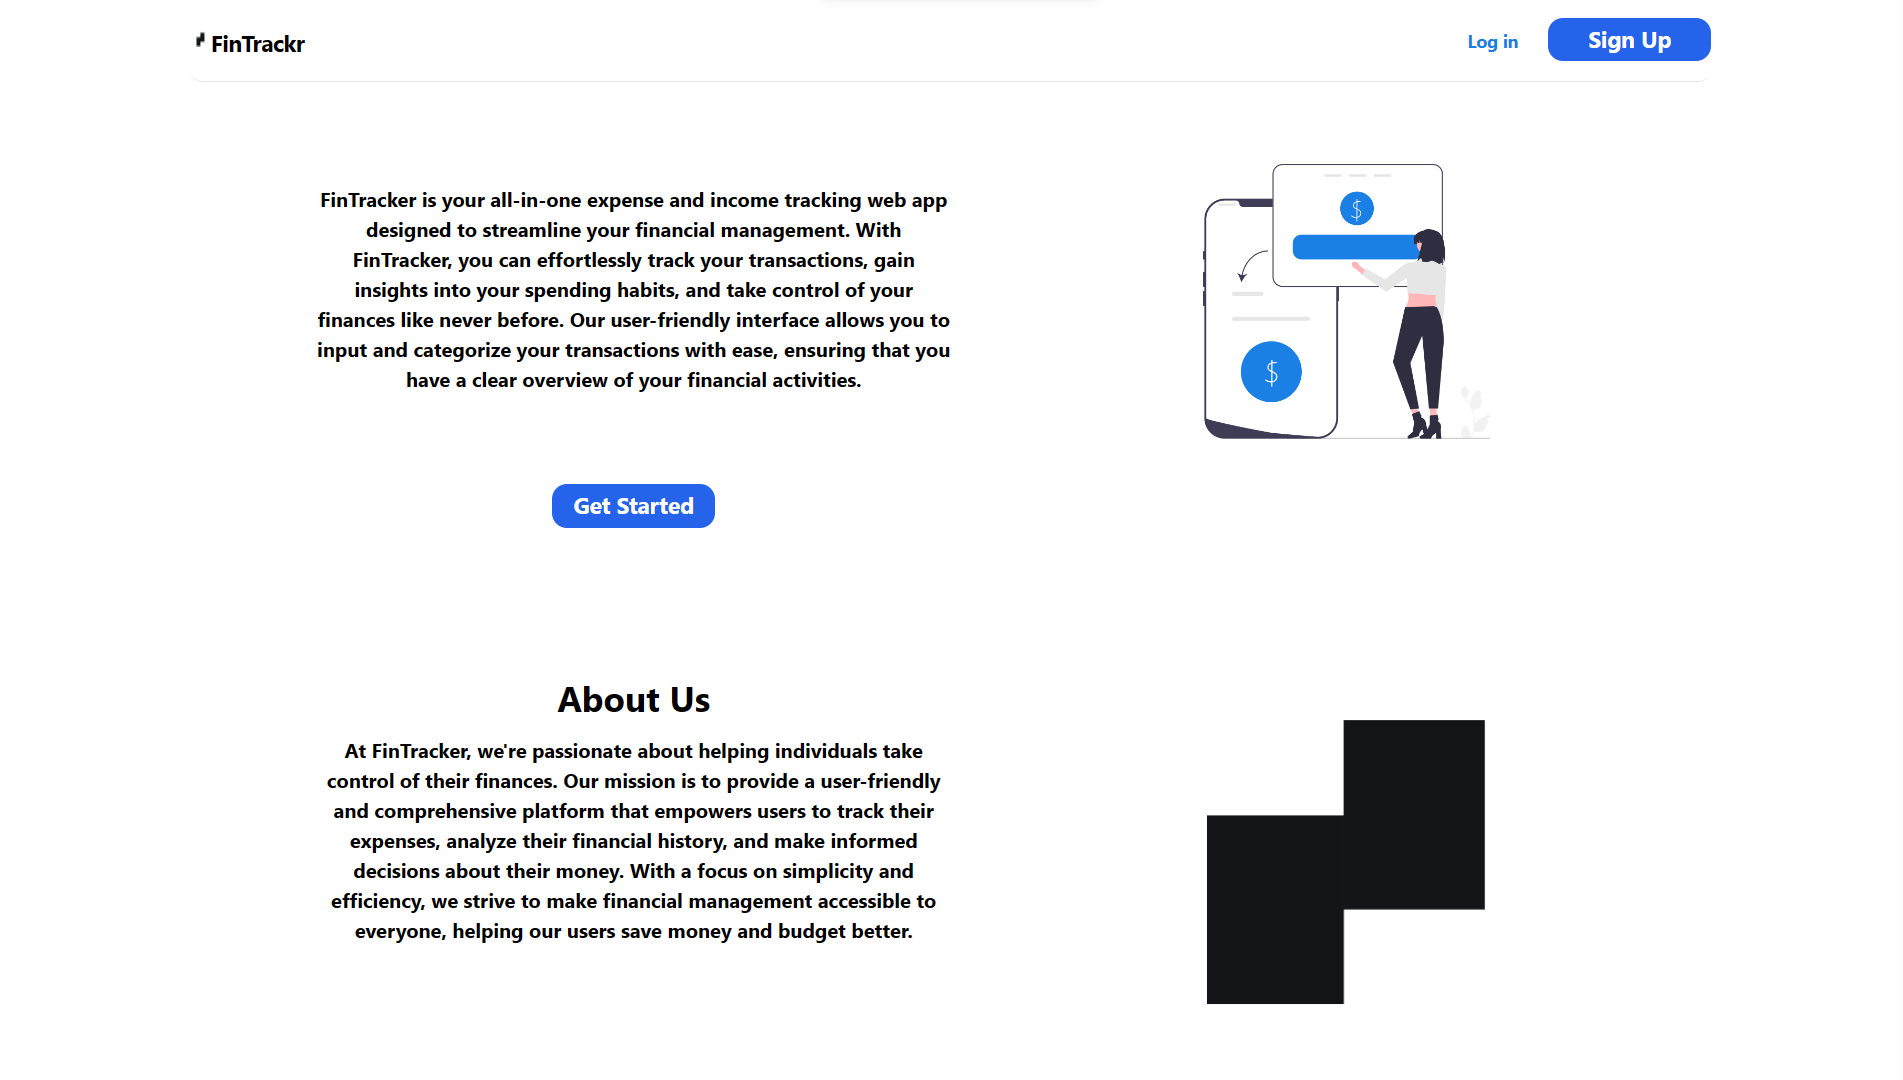 FinTrackr
Log in
Sign Up
FinTracker is your all-in-one expense and income tracking web app
designed to streamline your financial management. With
FinTracker, you can effortlessly track your transactions, gain
insights into your spending habits, and take control of your
finances like never before. Our user-friendly interface allows you to
input and categorize your transactions with ease, ensuring that you
have a clear overview of your financial activities.
$
$
Get Started
About Us
At FinTracker, we're passionate about helping individuals take
control of their finances. Our mission is to provide a user-friendly
and comprehensive platform that empowers users to track their
expenses, analyze their financial history, and make informed
decisions about their money. With a focus on simplicity and
efficiency, we strive to make financial management accessible to
everyone, helping our users save money and budget better.